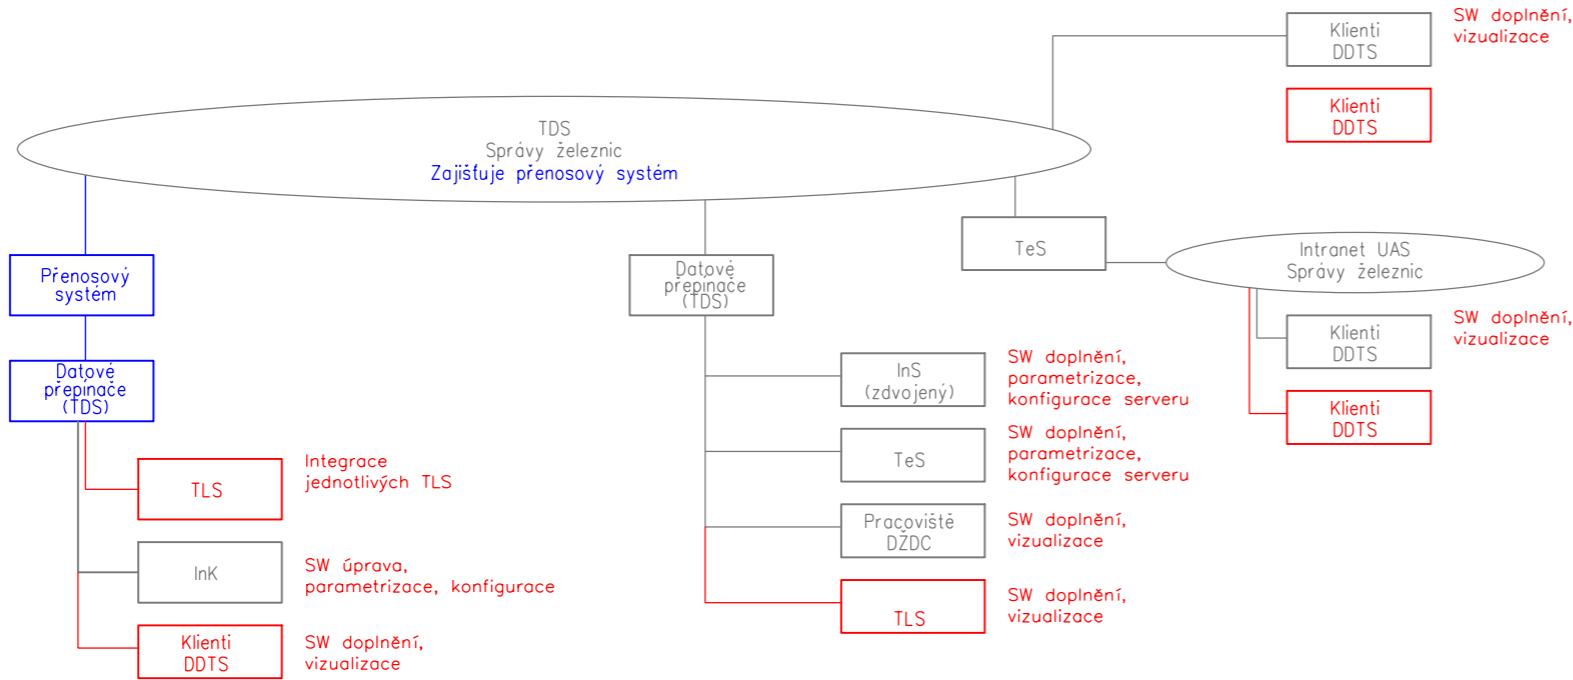 Klienti
DDTS
SW doplnění,
vizualizace
Klienti
DDTS
TDS
Správy železnic
Zajišťuje přenosový systém
TeS
Intranet UAS
Správy železnic
Přenosový
systém
Datové
přepínače
(TDS)
Klienti
DDTS
SW doplnění,
vizualizace
Klienti
DDTS
Datové
přepínače
(TDS)
InS
(zdvojený)
SW doplnění,
parametrizace,
konfigurace serveru
TeS
SW doplnění,
parametrizace,
konfigurace serveru
TLS
Integrace
jednotlivých TLS
Pracoviště
DŽDC
SW doplnění,
vizualizace
InK
SW úprava,
parametrizace, konfigurace
TLS
SW doplnění,
vizualizace
Klienti
DDTS
SW doplnění,
vizualizace